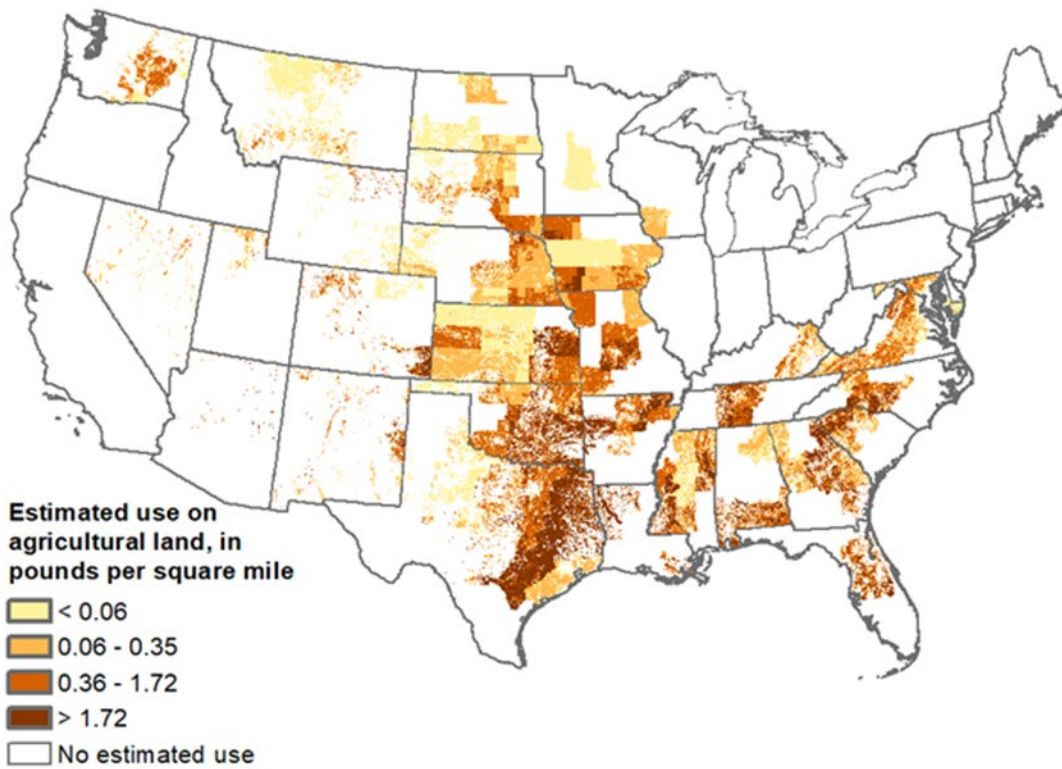 Estimated use on
agricultural land, in
pounds per square mile
< 0.06
0.06 - 0.35
0.36 - 1.72
> 1.72
No estimated use